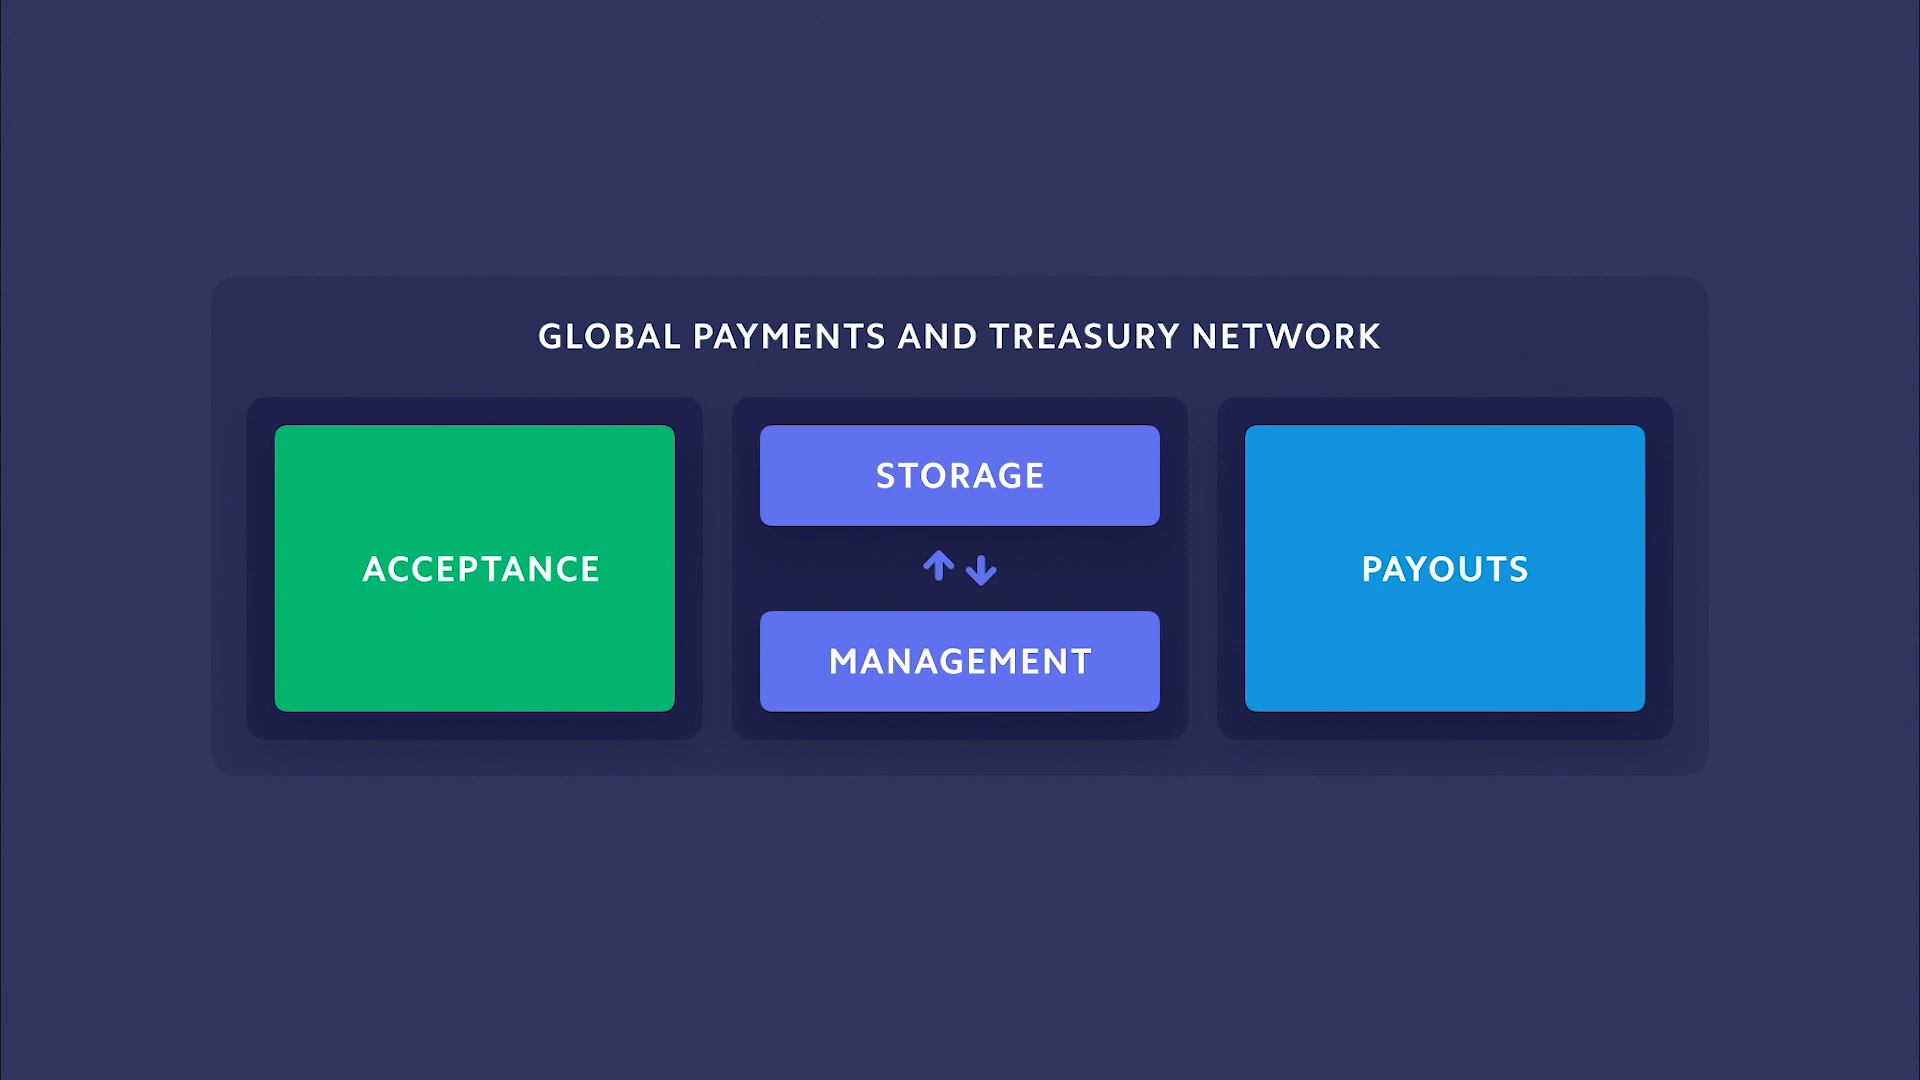 GLOBAL PAYMENTS AND TREASURY NETWORK
ACCEPTANCE
STORAGE
MANAGEMENT
PAYOUTS